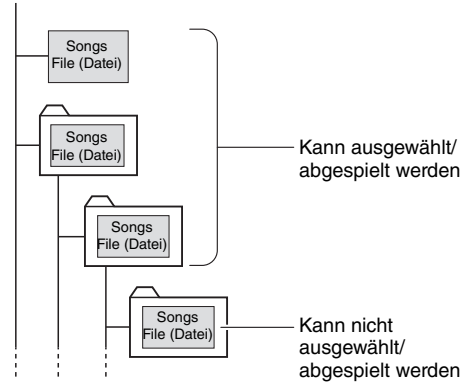 Songs
File (Datei)
Songs
File (Datei)
Kann ausgewählt/
abgespielt werden
Songs
File (Datei)
Songs
File (Datei)
Kann nicht
ausgewählt/
abgespielt werden